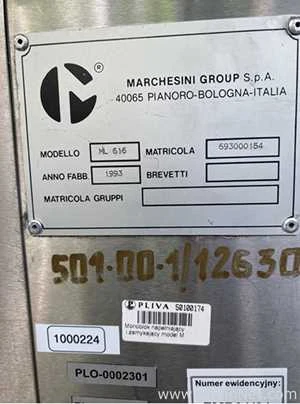 ®
MARCHESINI GROUP S.p.A.
40065 PIANORO-BOLOGNA-ITALIA
MODELLO ML 616 MATRICOLA 693000154
ANNO FABB. 1993 BREVETTI
MATRICOLA GRUPPI
501-00-1/12630
PLIVA 50100174
Monoblok napełniający
i zamykający model M
1000224
PLO-0002301
Numer ewidencyjny: